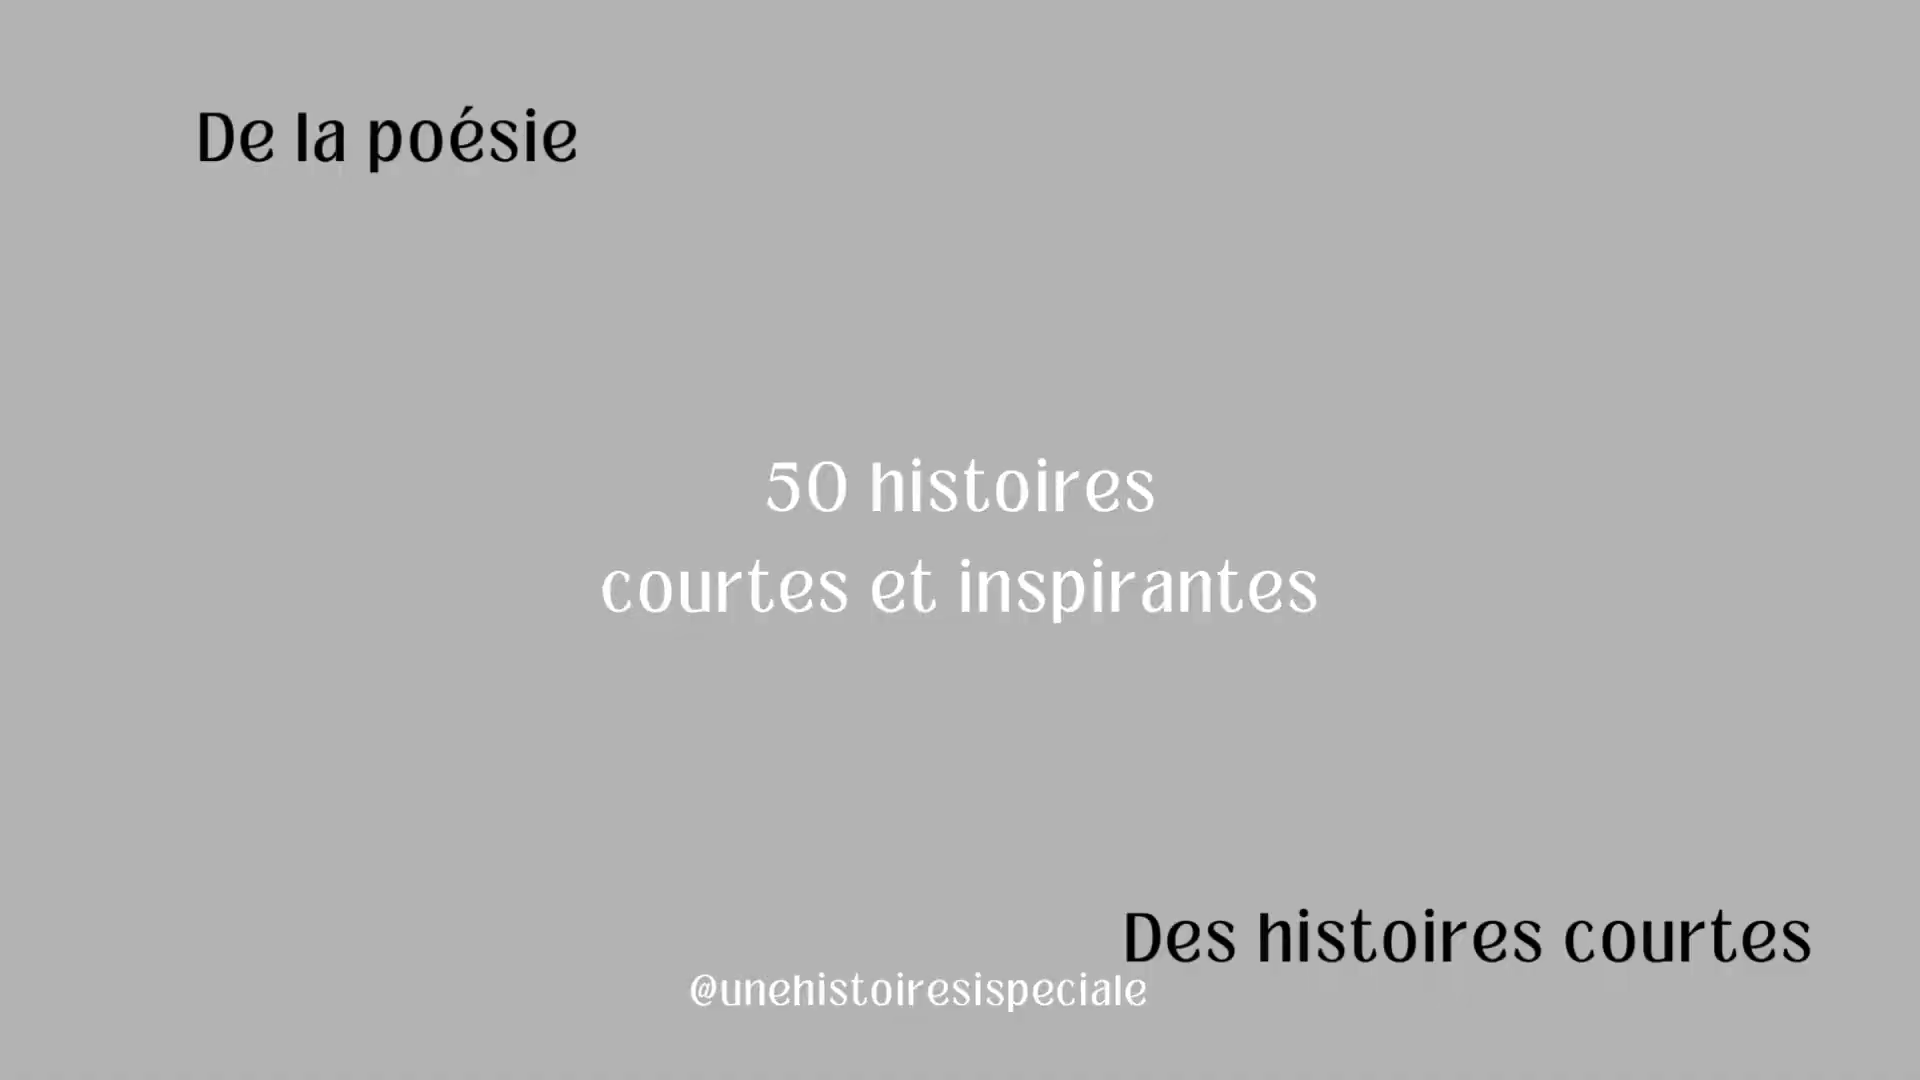 De la poésie
50 histoires
courtes et inspirantes
Des histoires courtes
@unehistoiresispeciale